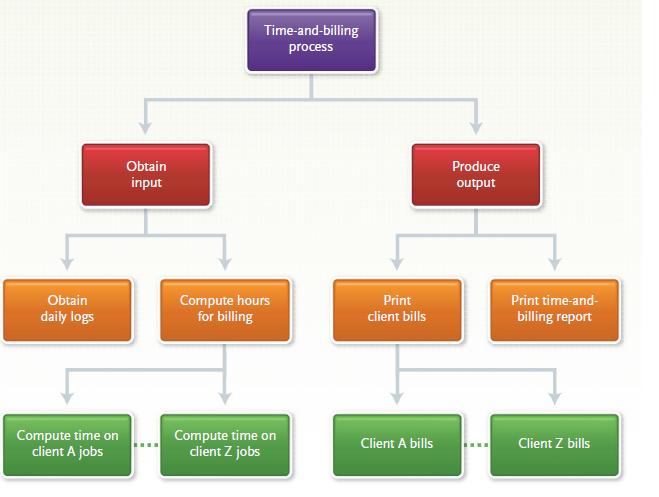 Time-and-billing
process
Obtain
input
Produce
output
Obtain
daily logs
Compute hours
for billing
Print
client bills
Print time-and-
billing report
Compute time on
client A jobs
Compute time on
client Z jobs
Client A bills
Client Z bills